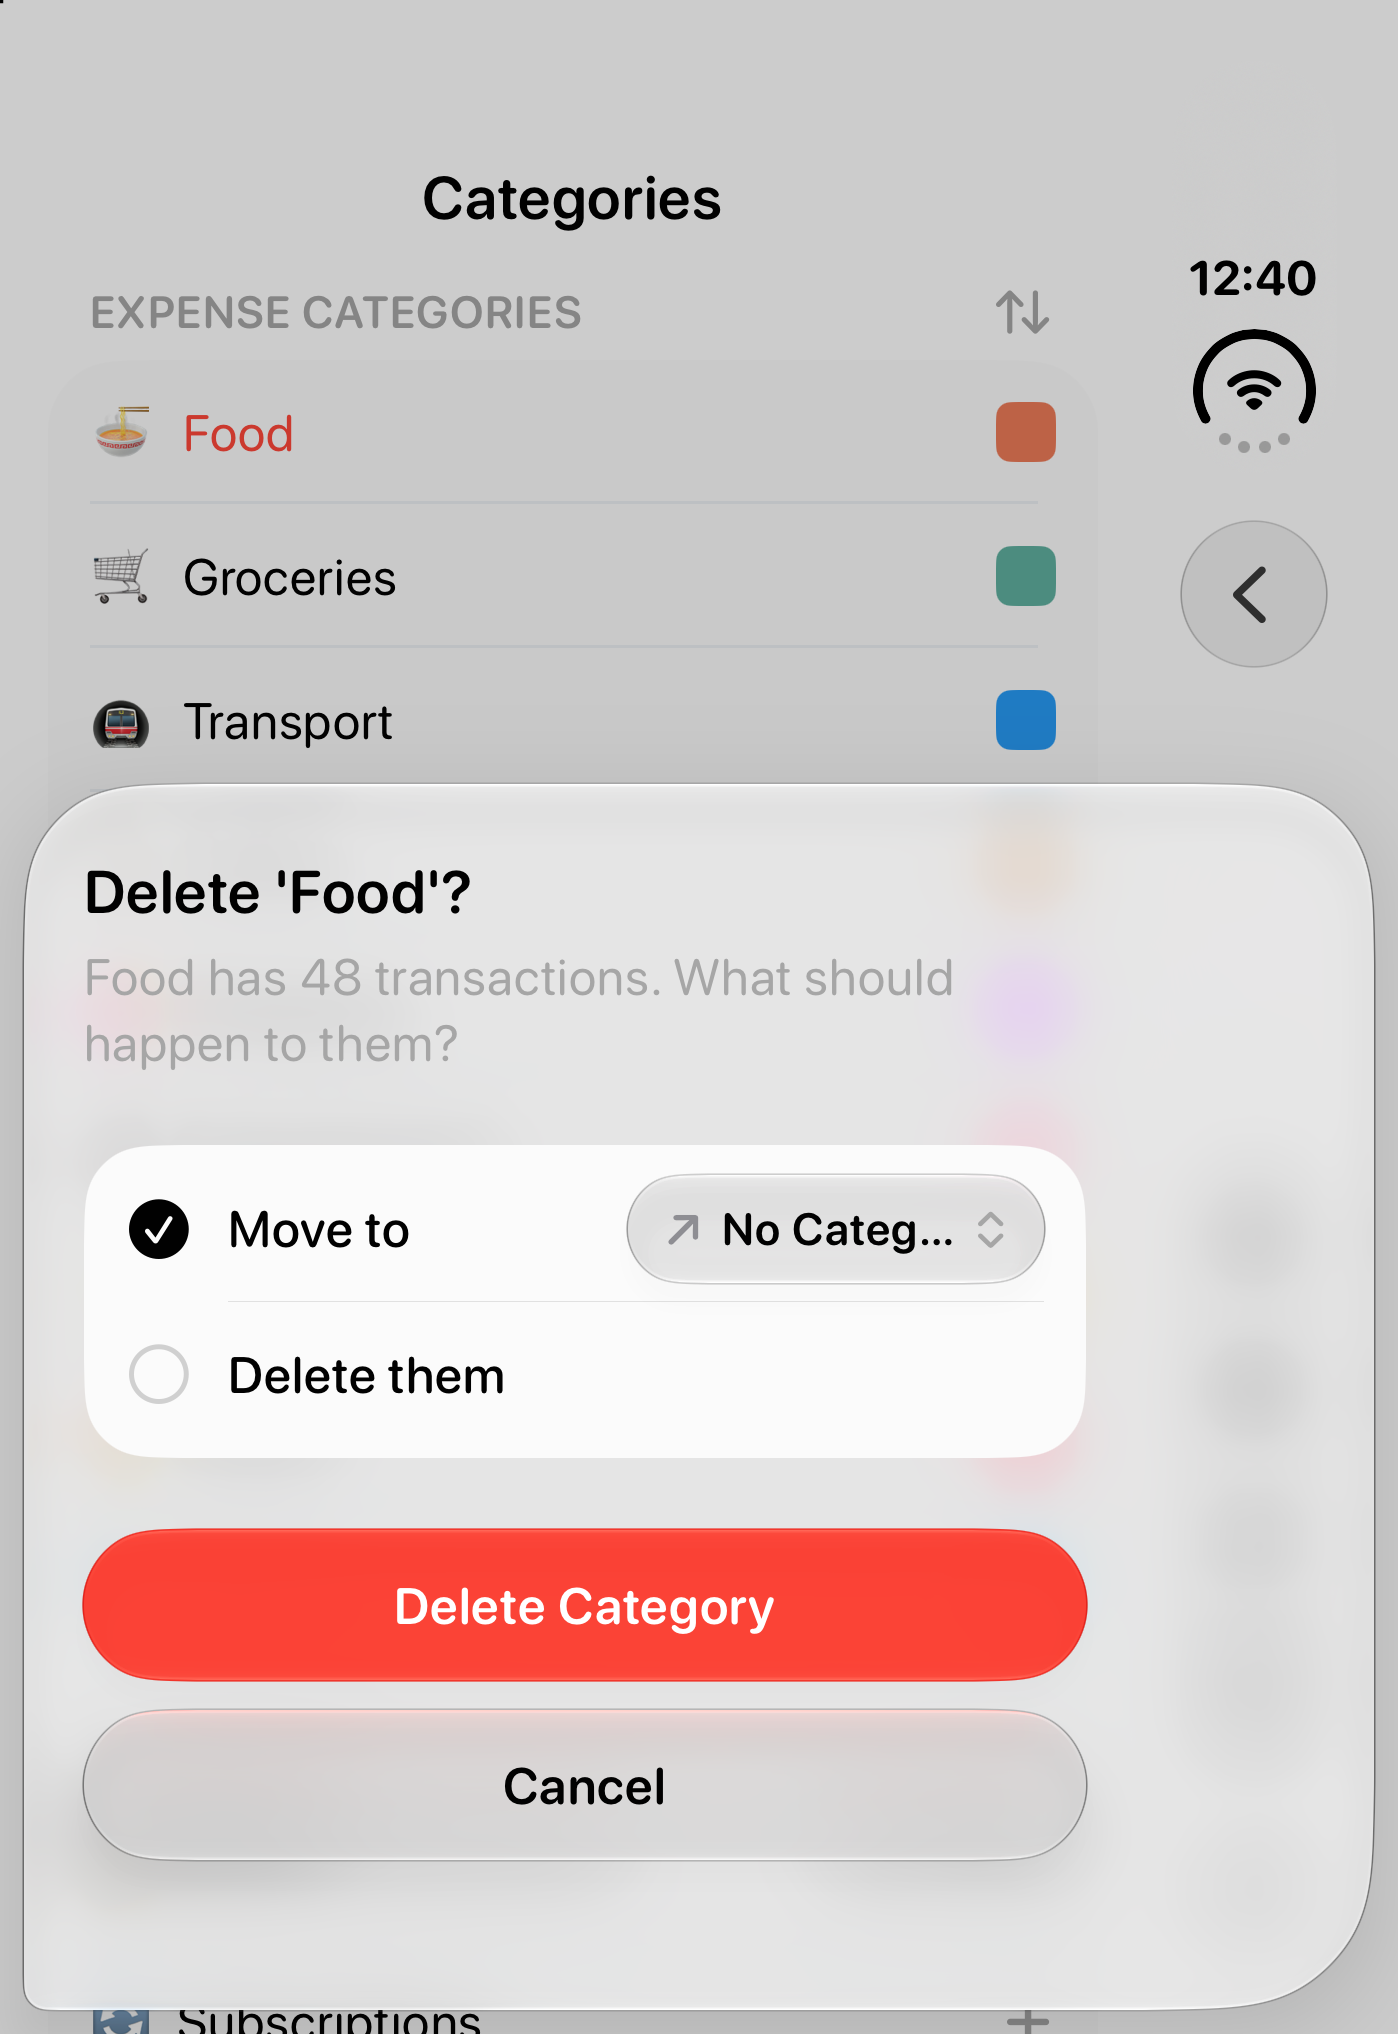 Categories
12:40
EXPENSE CATEGORIES
Food
Groceries
Transport
Delete 'Food'?
Food has 48 transactions. What should
happen to them?
Move to
No Categ...
Delete them
Delete Category
Cancel
Subscriptions